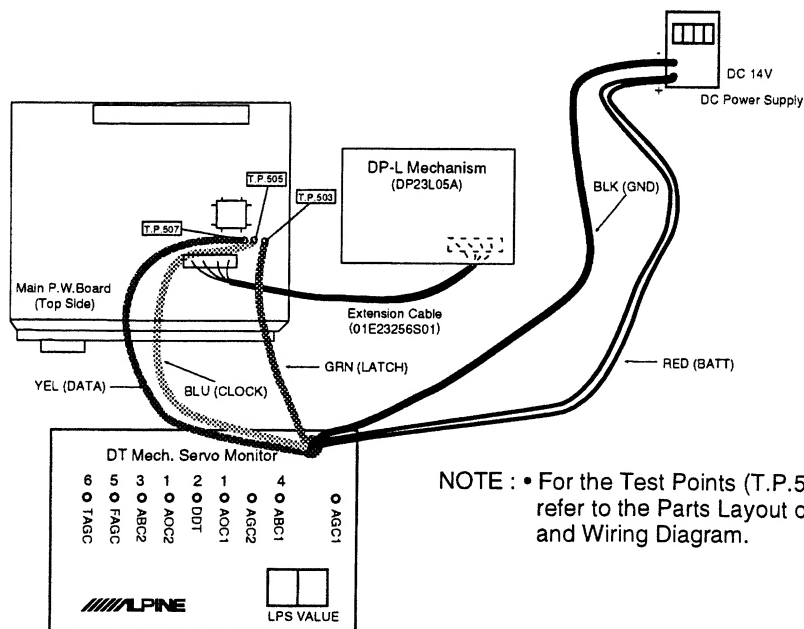 -
DC 14V
+
DC Power Supply
T.P.505
DP-L Mechanism
(DP23L05A)
T.P.503
BLK (GND)
T.P.507
Main P.W.Board
(Top Side)
Extension Cable
(01E23256S01)
GRN (LATCH)
RED (BATT)
YEL (DATA)
BLU (CLOCK)
DT Mech. Servo Monitor
6 5 3 1 2 1 4
TAGC FAGC ABC2 AOC2 DDT AOC1 AGC2 ABC1 AGC1
NOTE : • For the Test Points (T.P.5
refer to the Parts Layout o
and Wiring Diagram.
ALPINE
LPS VALUE